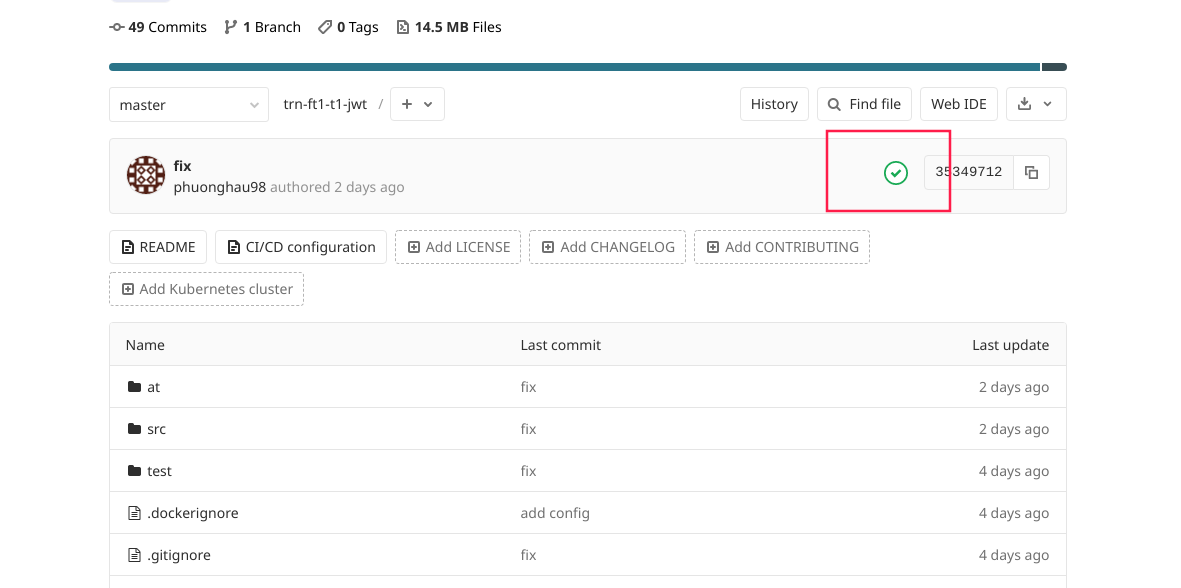 49 Commits 1 Branch 0 Tags 14.5 MB Files
master trn-ft1-t1-jwt / + History Find file Web IDE
fix
phuonghau98 authored 2 days ago
35349712
README CI/CD configuration Add LICENSE Add CHANGELOG Add CONTRIBUTING
Add Kubernetes cluster
Name Last commit Last update
at fix 2 days ago
src fix 2 days ago
test fix 4 days ago
.dockerignore add config 4 days ago
.gitignore fix 4 days ago